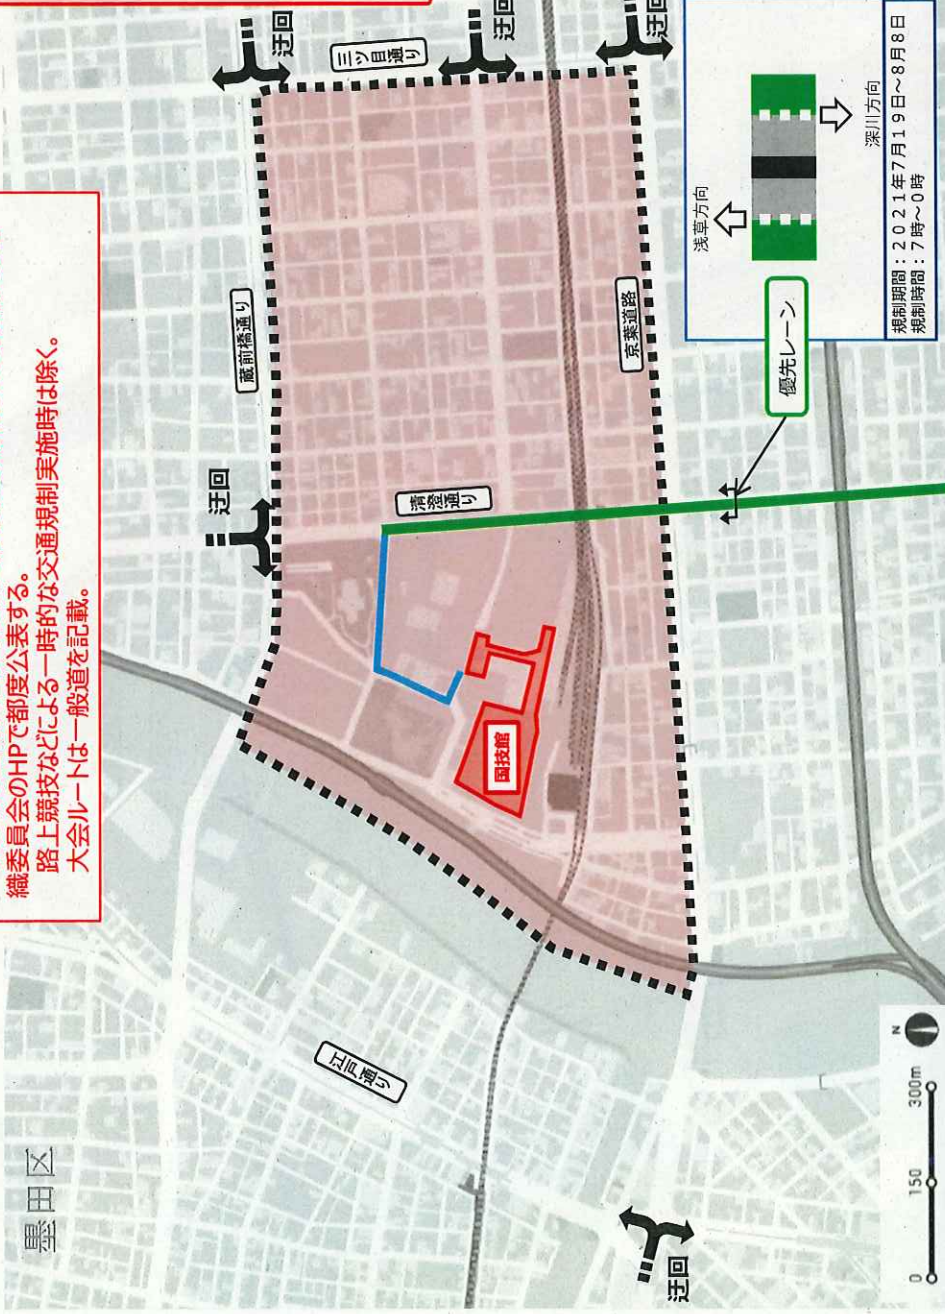 墨田区
織委員会のHPで都度公表する。
路上競技などによる一時的な交通規制実施時は除く。
大会ルートは一般道を記載。
迂回
迂回
迂回
迂回
三ツ目通り
蔵前橋通り
清澄通り
国技館
江戸通り
京葉道路
迂回
優先レーン
浅草方向
深川方向
規制期間：2021年7月19日～8月8日
規制時間：7時～0時
0 150 300m
N